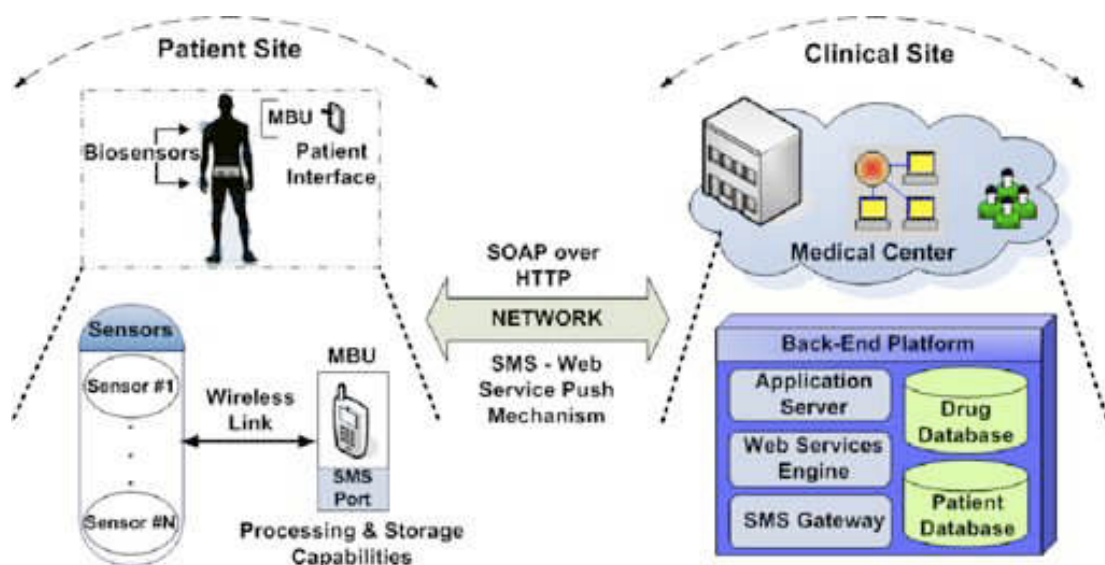 Patient Site
Biosensors
MBU
Patient
Interface
Sensors
Sensor #1
Sensor #N
Wireless
Link
MBU
SMS
Port
Processing & Storage
Capabilities
SOAP over
HTTP
NETWORK
SMS - Web
Service Push
Mechanism
Clinical Site
Medical Center
Back-End Platform
Application
Server
Web Services
Engine
SMS Gateway
Drug
Database
Patient
Database